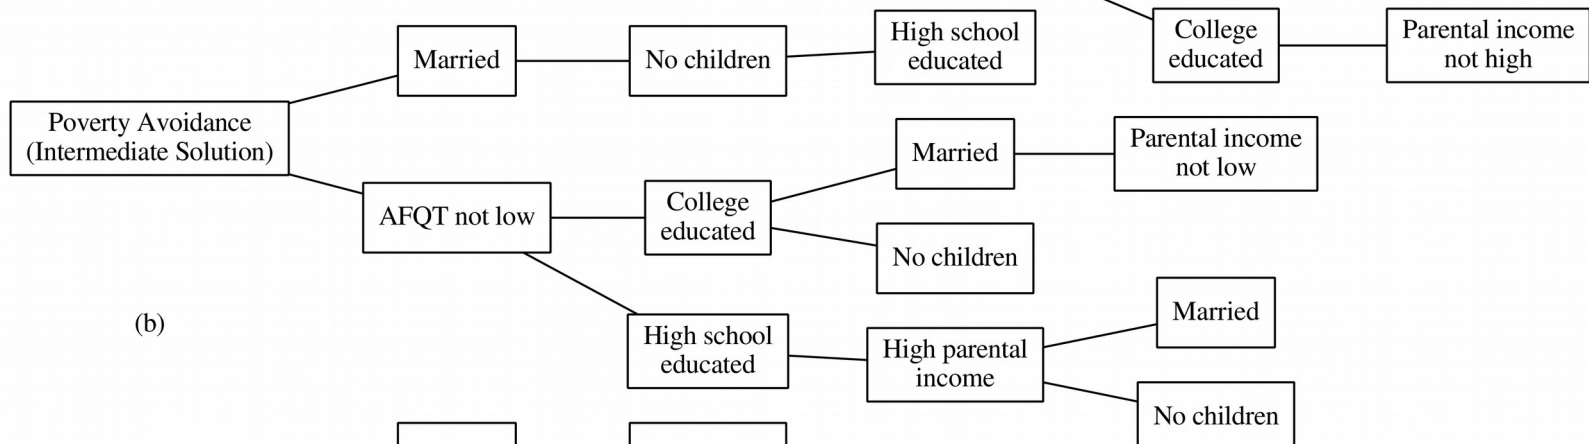 High school
educated
College
educated
Parental income
not high
Married
No children
Poverty Avoidance
(Intermediate Solution)
Married
Parental income
not low
AFQT not low
College
educated
No children
(b)
High school
educated
High parental
income
Married
No children